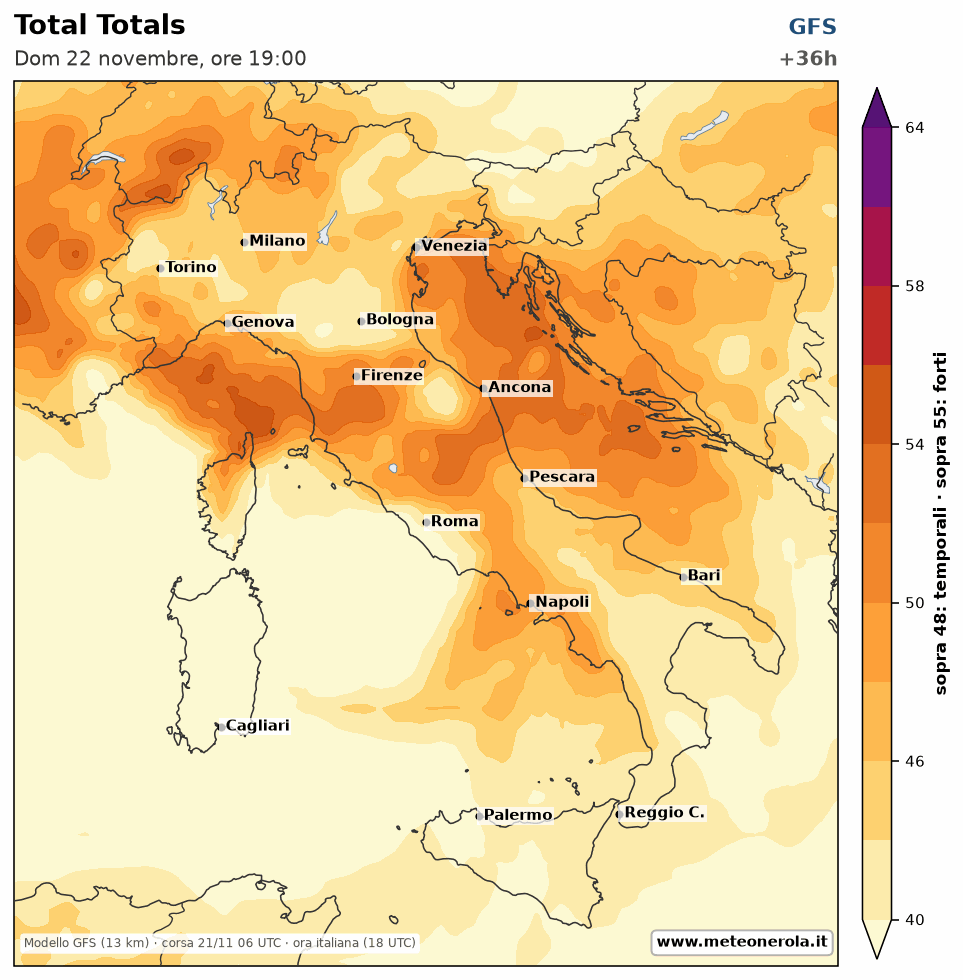 Total Totals
GFS
Dom 22 novembre, ore 19:00
+36h
64
58
54
50
46
40
sopra 48: temporali · sopra 55: forti
Milano
Venezia
Torino
Genova
Bologna
Firenze
Ancona
Pescara
Roma
Bari
Napoli
Cagliari
Palermo
Reggio C.
Modello GFS (13 km) · corsa 21/11 06 UTC · ora italiana (18 UTC)
www.meteonerola.it